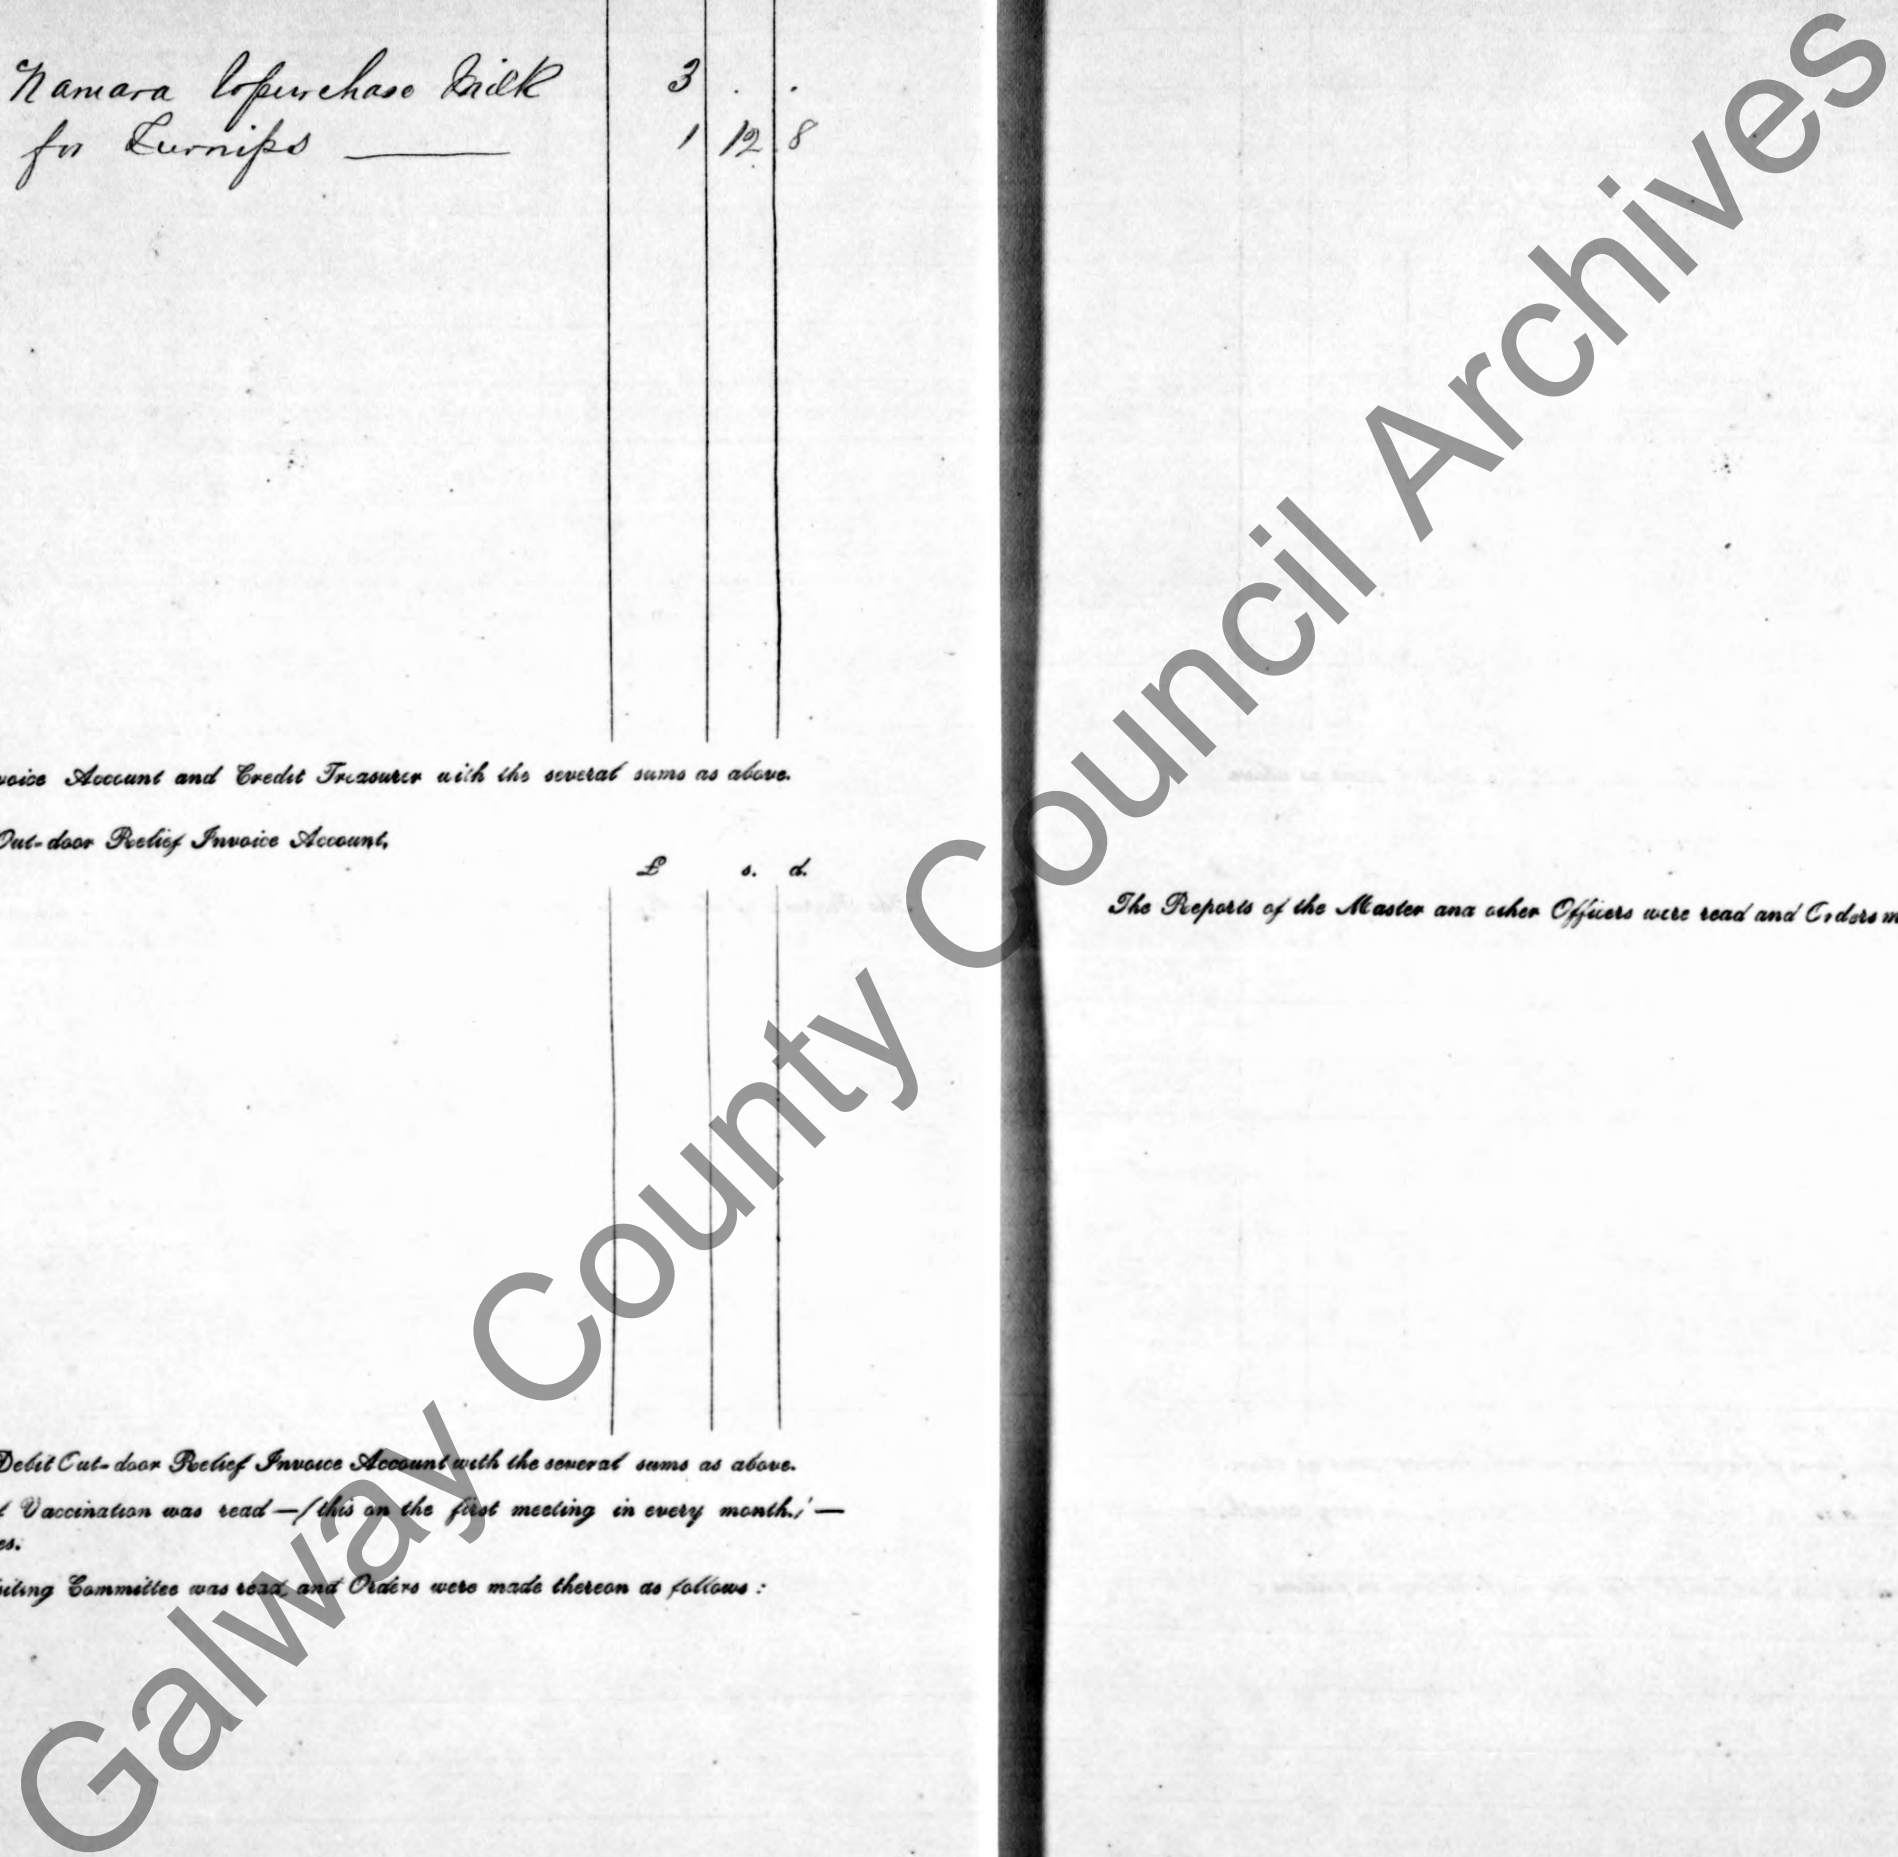 Namara to purchase Milk 3 . .
for Turnips 1 12 8
voice Account and Credit Treasurer with the several sums as above.
Out-door Relief Invoice Account,
£ s. d.
Debit Out-door Relief Invoice Account with the several sums as above.
t Vaccination was read—(this on the first meeting in every month.)—
es.
siting Committee was read, and Orders were made thereon as follows:
The Reports of the Master and other Officers were read and Orders m
Galway County Council Archives